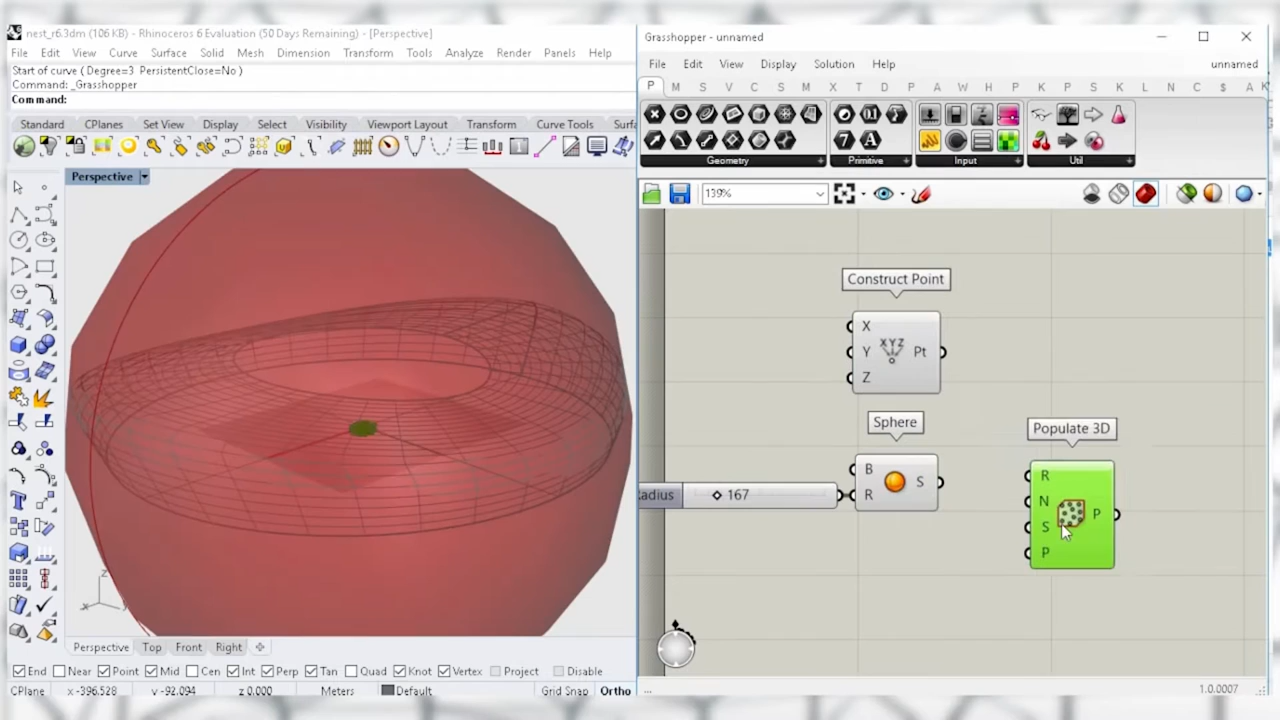 nest_r6.3dm (106 KB) - Rhinoceros 6 Evaluation (50 Days Remaining) - [Perspective]
File Edit View Curve Surface Solid Mesh Dimension Transform Tools Analyze Render Panels Help
Start of curve ( Degree=3 PersistentClose=No )
Command: _Grasshopper
Command:
Standard CPlanes Set View Display Select Visibility Viewport Layout Transform Curve Tools Surfa
Perspective
z
x
Perspective Top Front Right
End Near Point Mid Cen Int Perp Tan Quad Knot Vertex Project Disable
CPlane x -396.528 y -92.094 z 0.000 Meters Default Grid Snap Ortho
Grasshopper - unnamed
File Edit View Display Solution Help unnamed
P M S V C S M X T D P A W H P K P S L N C $ A K
Geometry Primitive Input Util
139%
Construct Point
X
Y XYZ Pt
Z
Sphere
B
S
adius 167 R
Populate 3D
R
N
P
S
P
... 1.0.0007